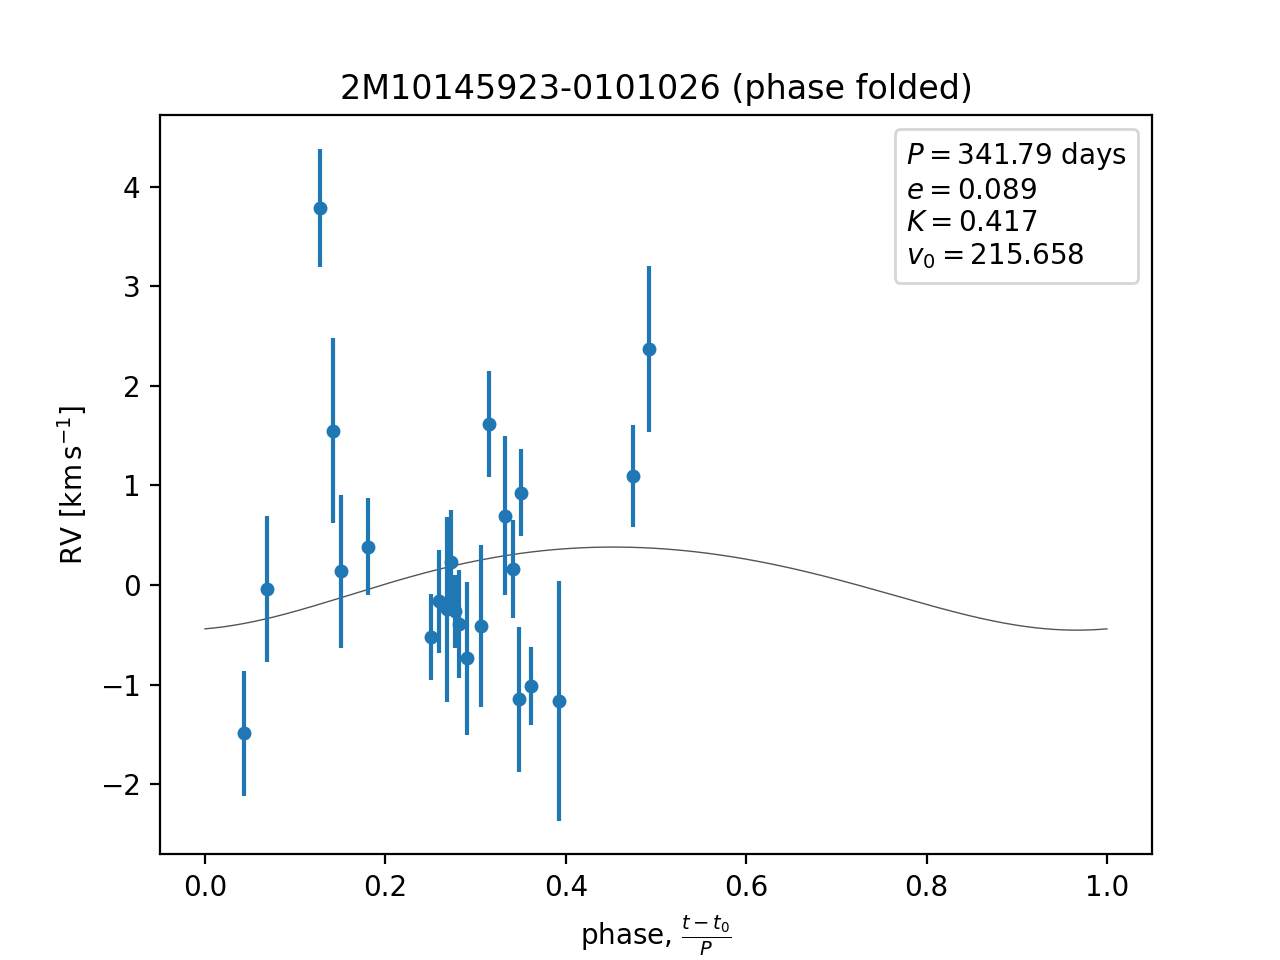 2M10145923-0101026 (phase folded)
P = 341.79 days
e = 0.089
K = 0.417
v₀ = 215.658
RV [km s⁻¹]
4
3
2
1
0
−1
−2
0.0 0.2 0.4 0.6 0.8 1.0
phase, (t − t₀)/P